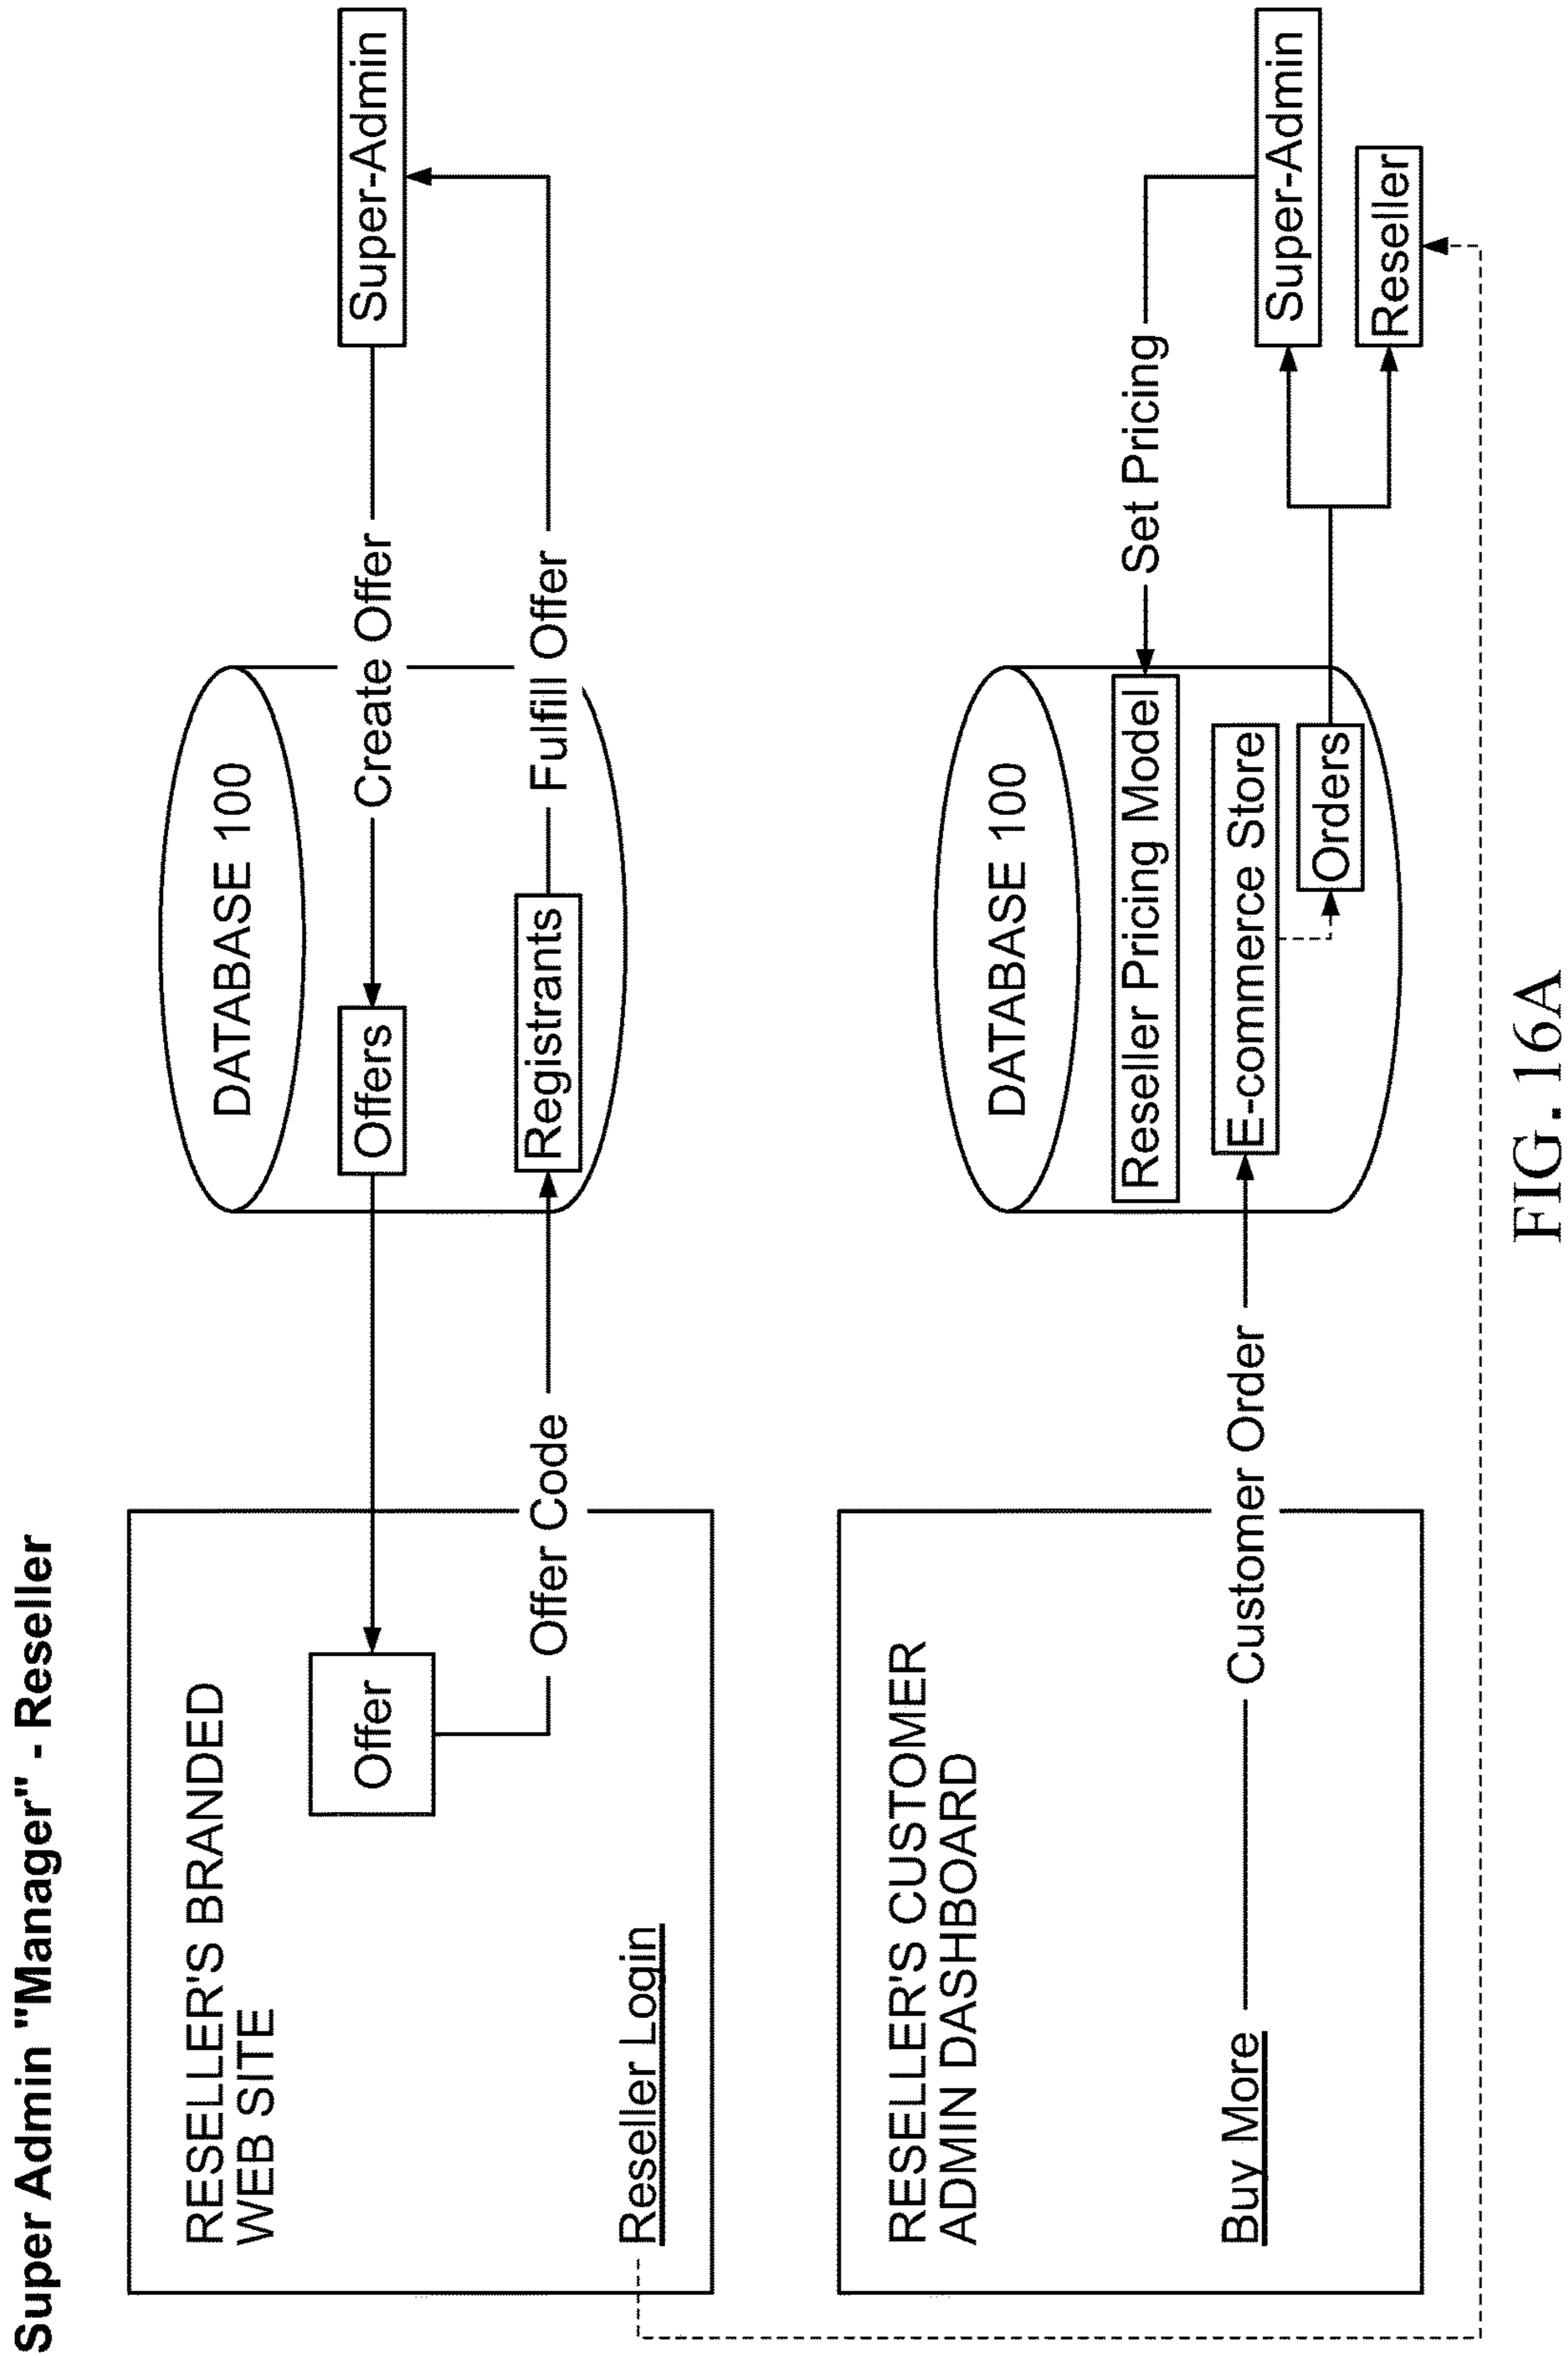 Super Admin "Manager" - Reseller
RESELLER'S BRANDED
WEB SITE
Offer
Offer Code
Reseller Login
DATABASE 100
Offers
Create Offer
Registrants
Fulfill Offer
Super-Admin
RESELLER'S CUSTOMER
ADMIN DASHBOARD
Buy More
Customer Order
DATABASE 100
Reseller Pricing Model
Set Pricing
E-commerce Store
Orders
Super-Admin
Reseller
FIG. 16A